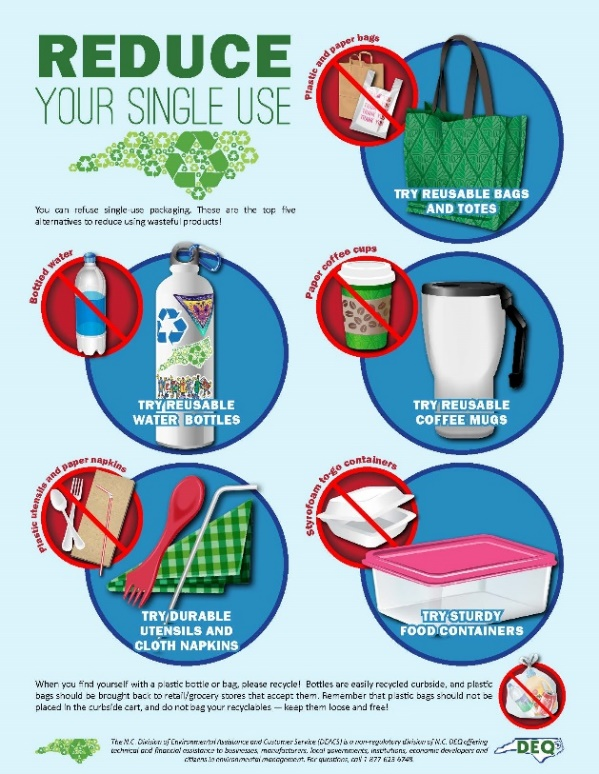 REDUCE
YOUR SINGLE USE
You can refuse single-use packaging. These are the top five
alternatives to reduce using wasteful products!
Plastic and paper bags
TRY REUSABLE BAGS
AND TOTES
Bottled water
TRY REUSABLE
WATER BOTTLES
Paper coffee cups
TRY REUSABLE
COFFEE MUGS
Plastic utensils and paper napkins
TRY DURABLE
UTENSILS AND
CLOTH NAPKINS
Styrofoam to-go containers
TRY STURDY
FOOD CONTAINERS
When you find yourself with a plastic bottle or bag, please recycle! Bottles are easily recycled curbside, and plastic
bags should be brought back to retail/grocery stores that accept them. Remember that plastic bags should not be
placed in the curbside cart, and do not bag your recyclables — keep them loose and free!
The N.C. Division of Environmental Assistance and Customer Service (DEACS) is a non-regulatory division of N.C. DEQ offering
technical and financial assistance to businesses, manufacturers, local governments, institutions, economic developers and
citizens in environmental management. For questions, call 1-877-623-6748.
DEQ